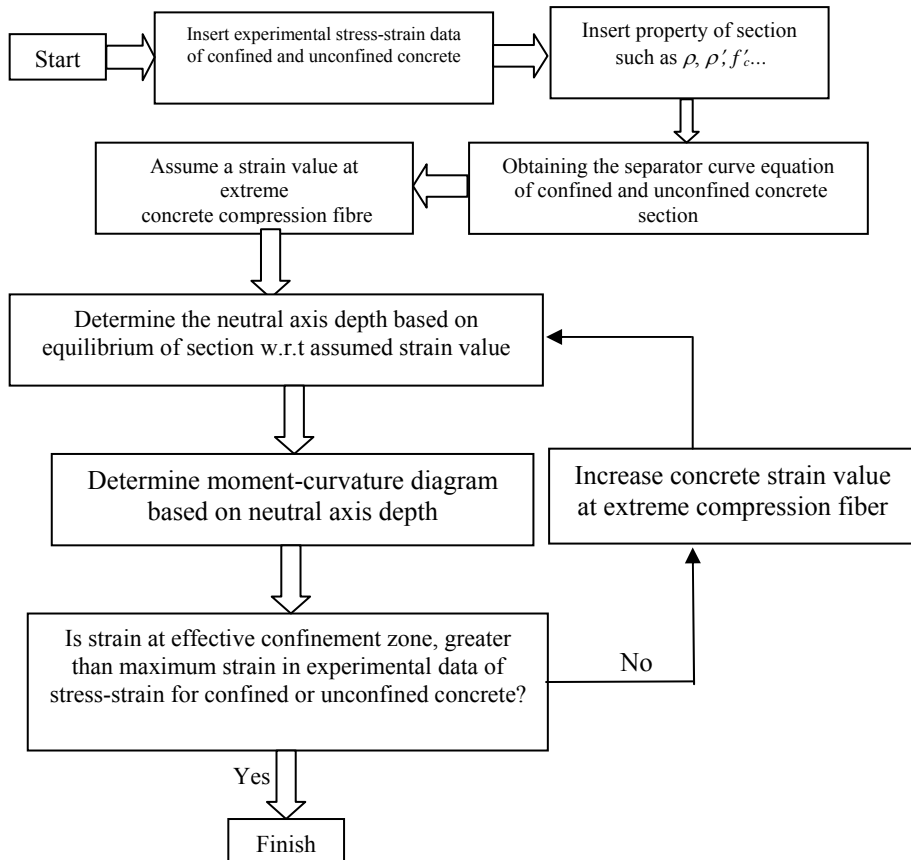 Start
Insert experimental stress-strain data
of confined and unconfined concrete
Insert property of section
such as ρ, ρ′, f′c...
Obtaining the separator curve equation
of confined and unconfined concrete
section
Assume a strain value at
extreme
concrete compression fibre
Determine the neutral axis depth based on
equilibrium of section w.r.t assumed strain value
Determine moment-curvature diagram
based on neutral axis depth
Increase concrete strain value
at extreme compression fiber
Is strain at effective confinement zone, greater
than maximum strain in experimental data of
stress-strain for confined or unconfined concrete?
No
Yes
Finish